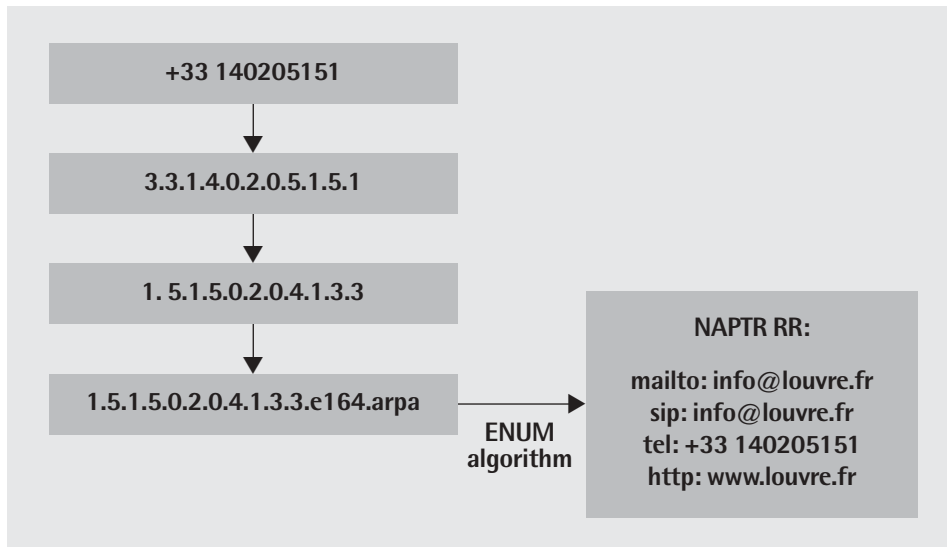 +33 140205151
3.3.1.4.0.2.0.5.1.5.1
1. 5.1.5.0.2.0.4.1.3.3
1.5.1.5.0.2.0.4.1.3.3.e164.arpa
ENUM
algorithm
NAPTR RR:
mailto: info@louvre.fr
sip: info@louvre.fr
tel: +33 140205151
http: www.louvre.fr